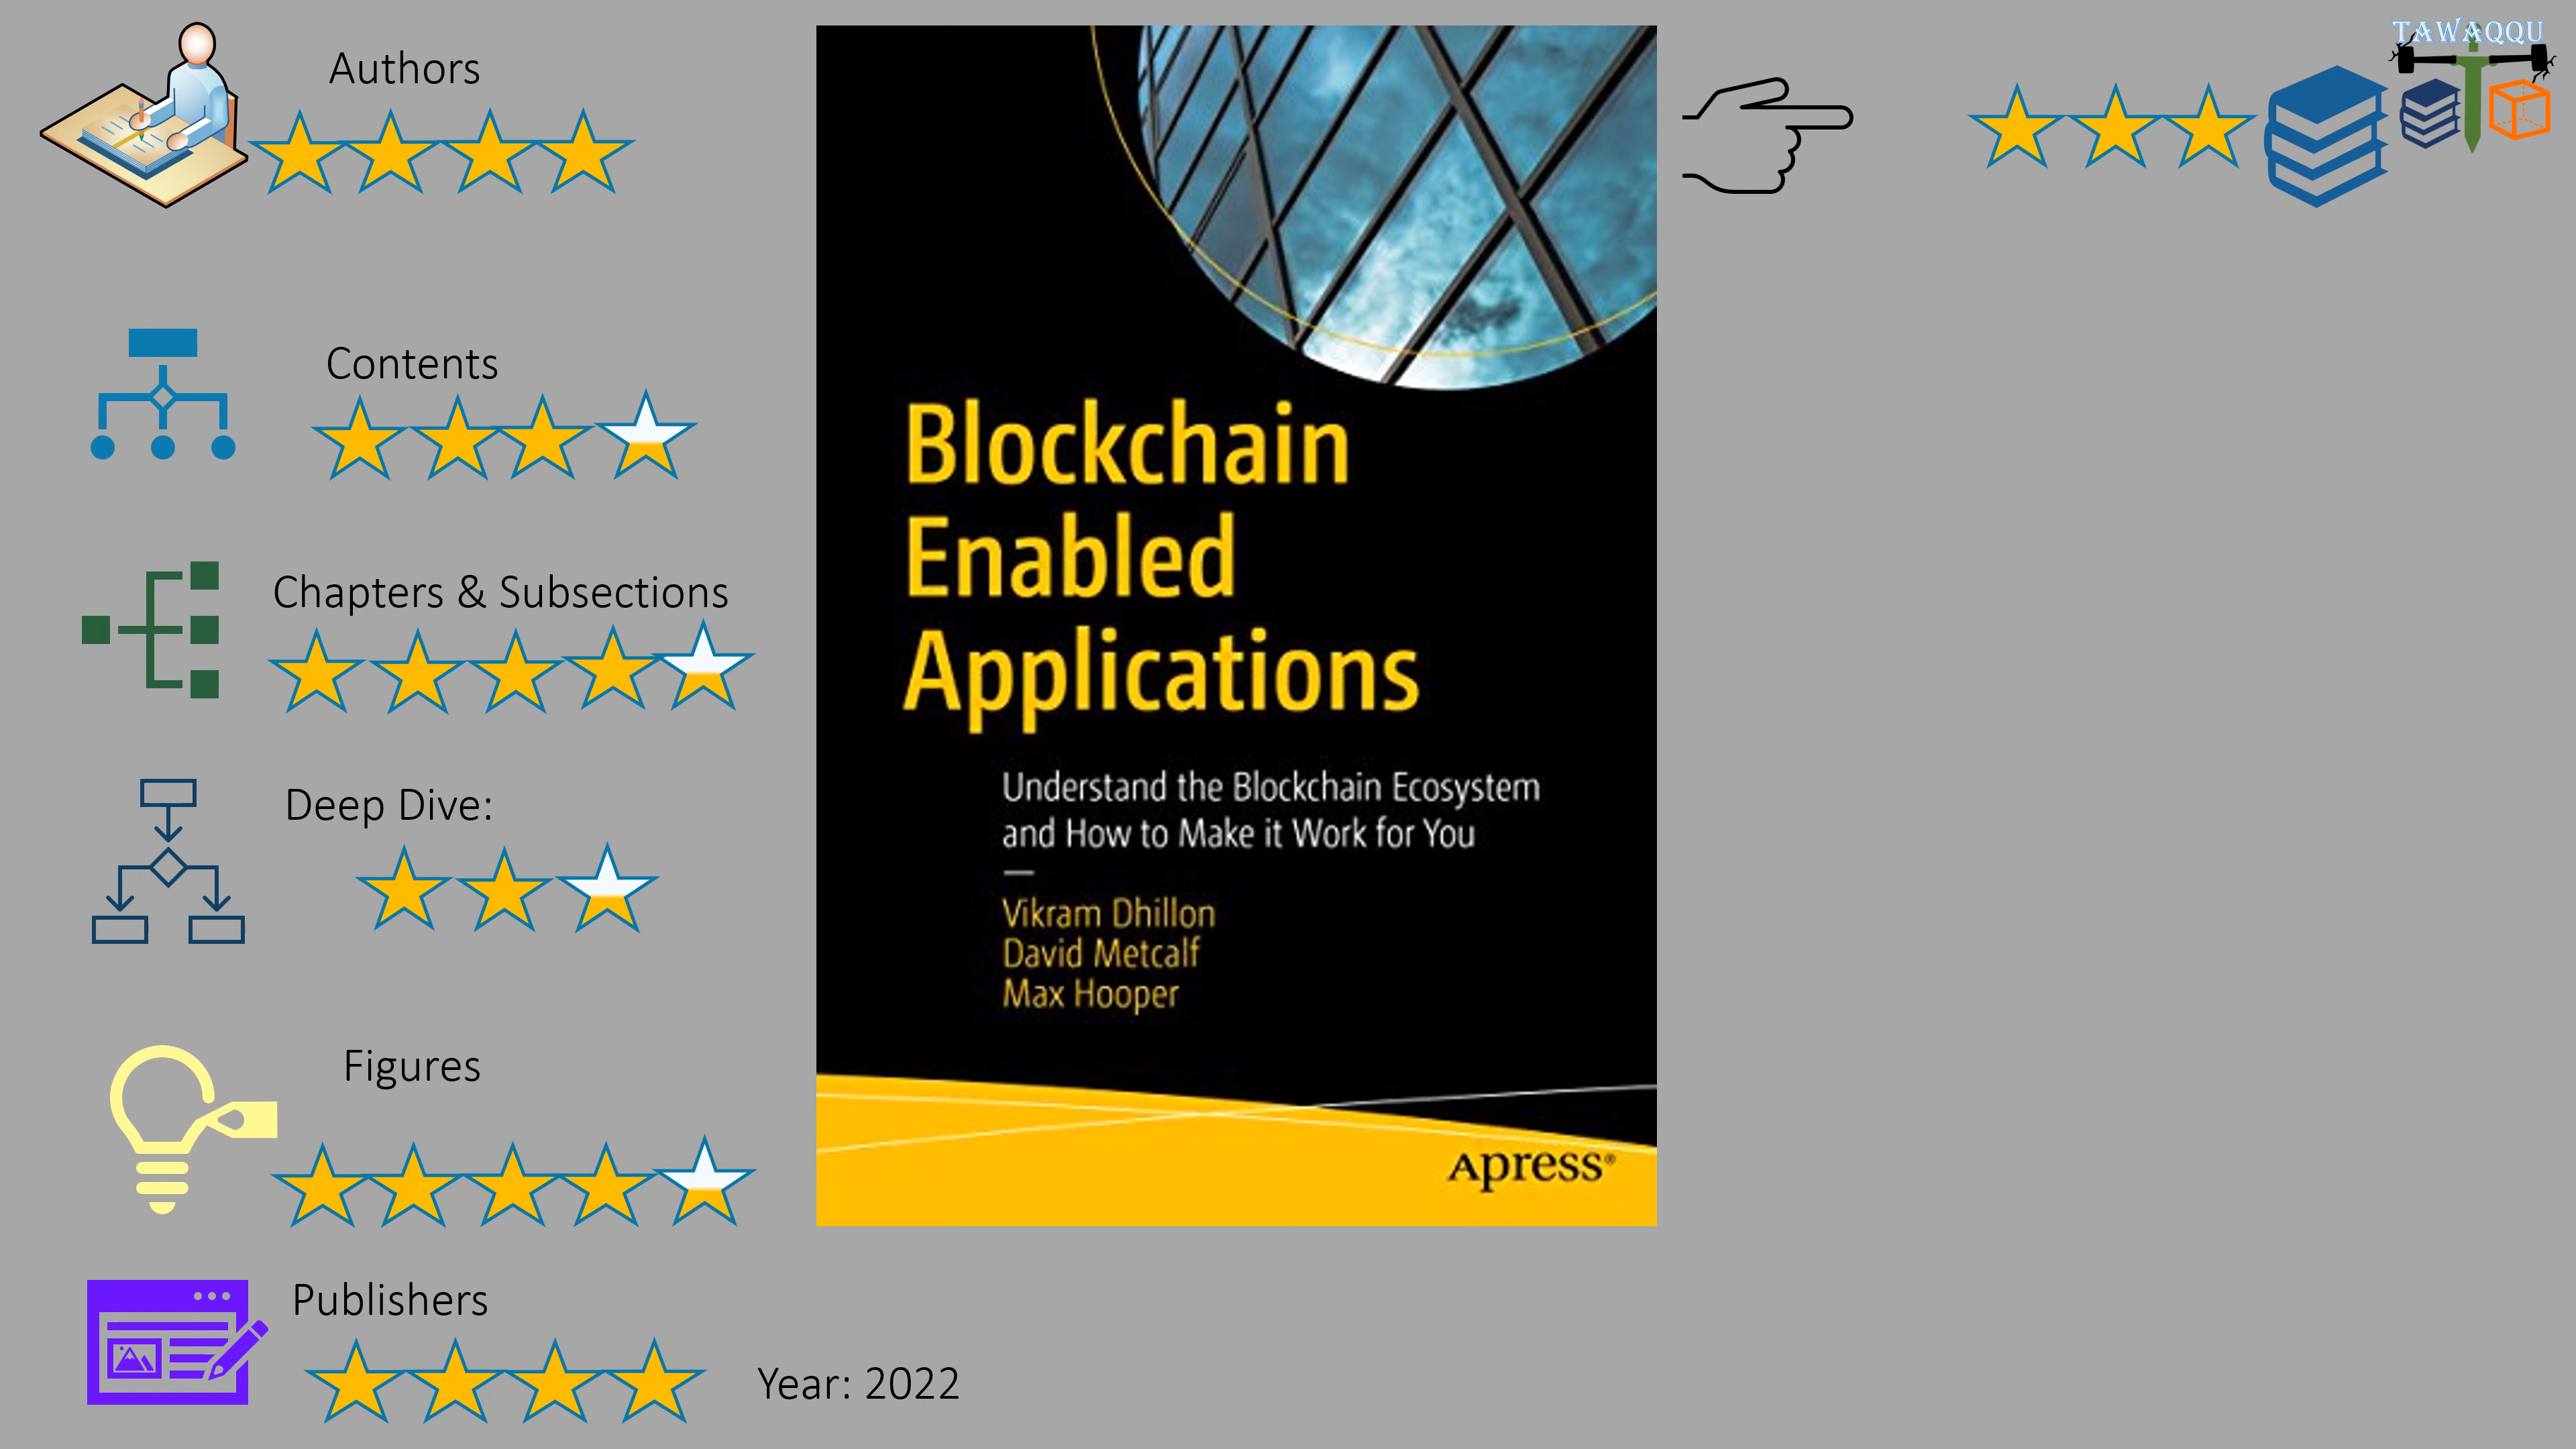 Authors
TAWAQQU
Contents
Chapters & Subsections
Deep Dive:
Figures
Publishers
Year: 2022
Blockchain
Enabled
Applications
Understand the Blockchain Ecosystem
and How to Make it Work for You
Vikram Dhillon
David Metcalf
Max Hooper
Apress®